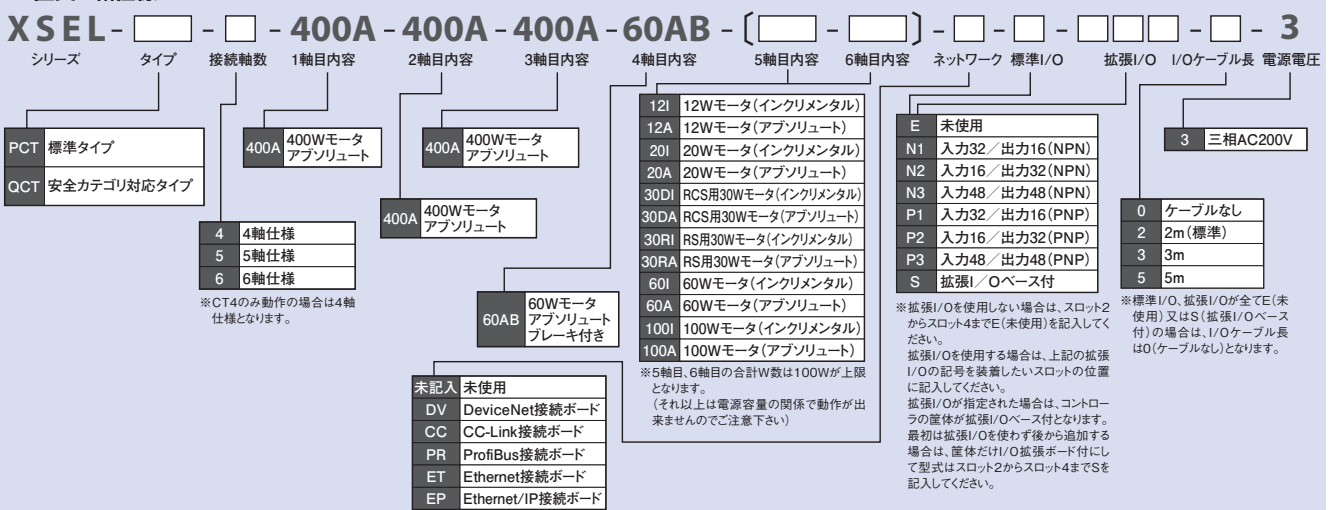 XSEL-□-□-400A-400A-400A-60AB-(□-□)-□-□-□□□-□-3
シリーズ タイプ 接続軸数 1軸目内容 2軸目内容 3軸目内容 4軸目内容 5軸目内容 6軸目内容 ネットワーク 標準I/O 拡張I/O I/Oケーブル長 電源電圧
PCT 標準タイプ
QCT 安全カテゴリ対応タイプ
4 4軸仕様
5 5軸仕様
6 6軸仕様
※CT4のみ動作の場合は4軸
仕様となります。
400A 400Wモータ
アブソリュート
400A 400Wモータ
アブソリュート
400A 400Wモータ
アブソリュート
60AB 60Wモータ
アブソリュート
ブレーキ付き
12I 12Wモータ(インクリメンタル)
12A 12Wモータ(アブソリュート)
20I 20Wモータ(インクリメンタル)
20A 20Wモータ(アブソリュート)
30DI RCS用30Wモータ(インクリメンタル)
30DA RCS用30Wモータ(アブソリュート)
30RI RS用30Wモータ(インクリメンタル)
30RA RS用30Wモータ(アブソリュート)
60I 60Wモータ(インクリメンタル)
60A 60Wモータ(アブソリュート)
100I 100Wモータ(インクリメンタル)
100A 100Wモータ(アブソリュート)
※5軸目、6軸目の合計W数は100Wが上限
となります。
(それ以上は電源容量の関係で動作が出
来ませんのでご注意下さい)
未記入 未使用
DV DeviceNet接続ボード
CC CC-Link接続ボード
PR ProfiBus接続ボード
ET Ethernet接続ボード
EP Ethernet/IP接続ボード
E 未使用
N1 入力32/出力16(NPN)
N2 入力16/出力32(NPN)
N3 入力48/出力48(NPN)
P1 入力32/出力16(PNP)
P2 入力16/出力32(PNP)
P3 入力48/出力48(PNP)
S 拡張I/Oベース付
※拡張I/Oを使用しない場合は、スロット2
からスロット4までE(未使用)を記入してく
ださい。
拡張I/Oを使用する場合は、上記の拡張
I/Oの記号を装着したいスロットの位置
に記入してください。
拡張I/Oが指定された場合は、コントロー
ラの筐体が拡張I/Oベース付となります。
最初は拡張I/Oを使わず後から追加する
場合は、筐体だけI/O拡張ボード付にし
て型式はスロット2からスロット4までSを
記入してください。
0 ケーブルなし
2 2m(標準)
3 3m
5 5m
※標準I/O、拡張I/Oが全てE(未
使用)又はS(拡張I/Oベース
付)の場合は、I/Oケーブル長
は0(ケーブルなし)となります。
3 三相AC200V